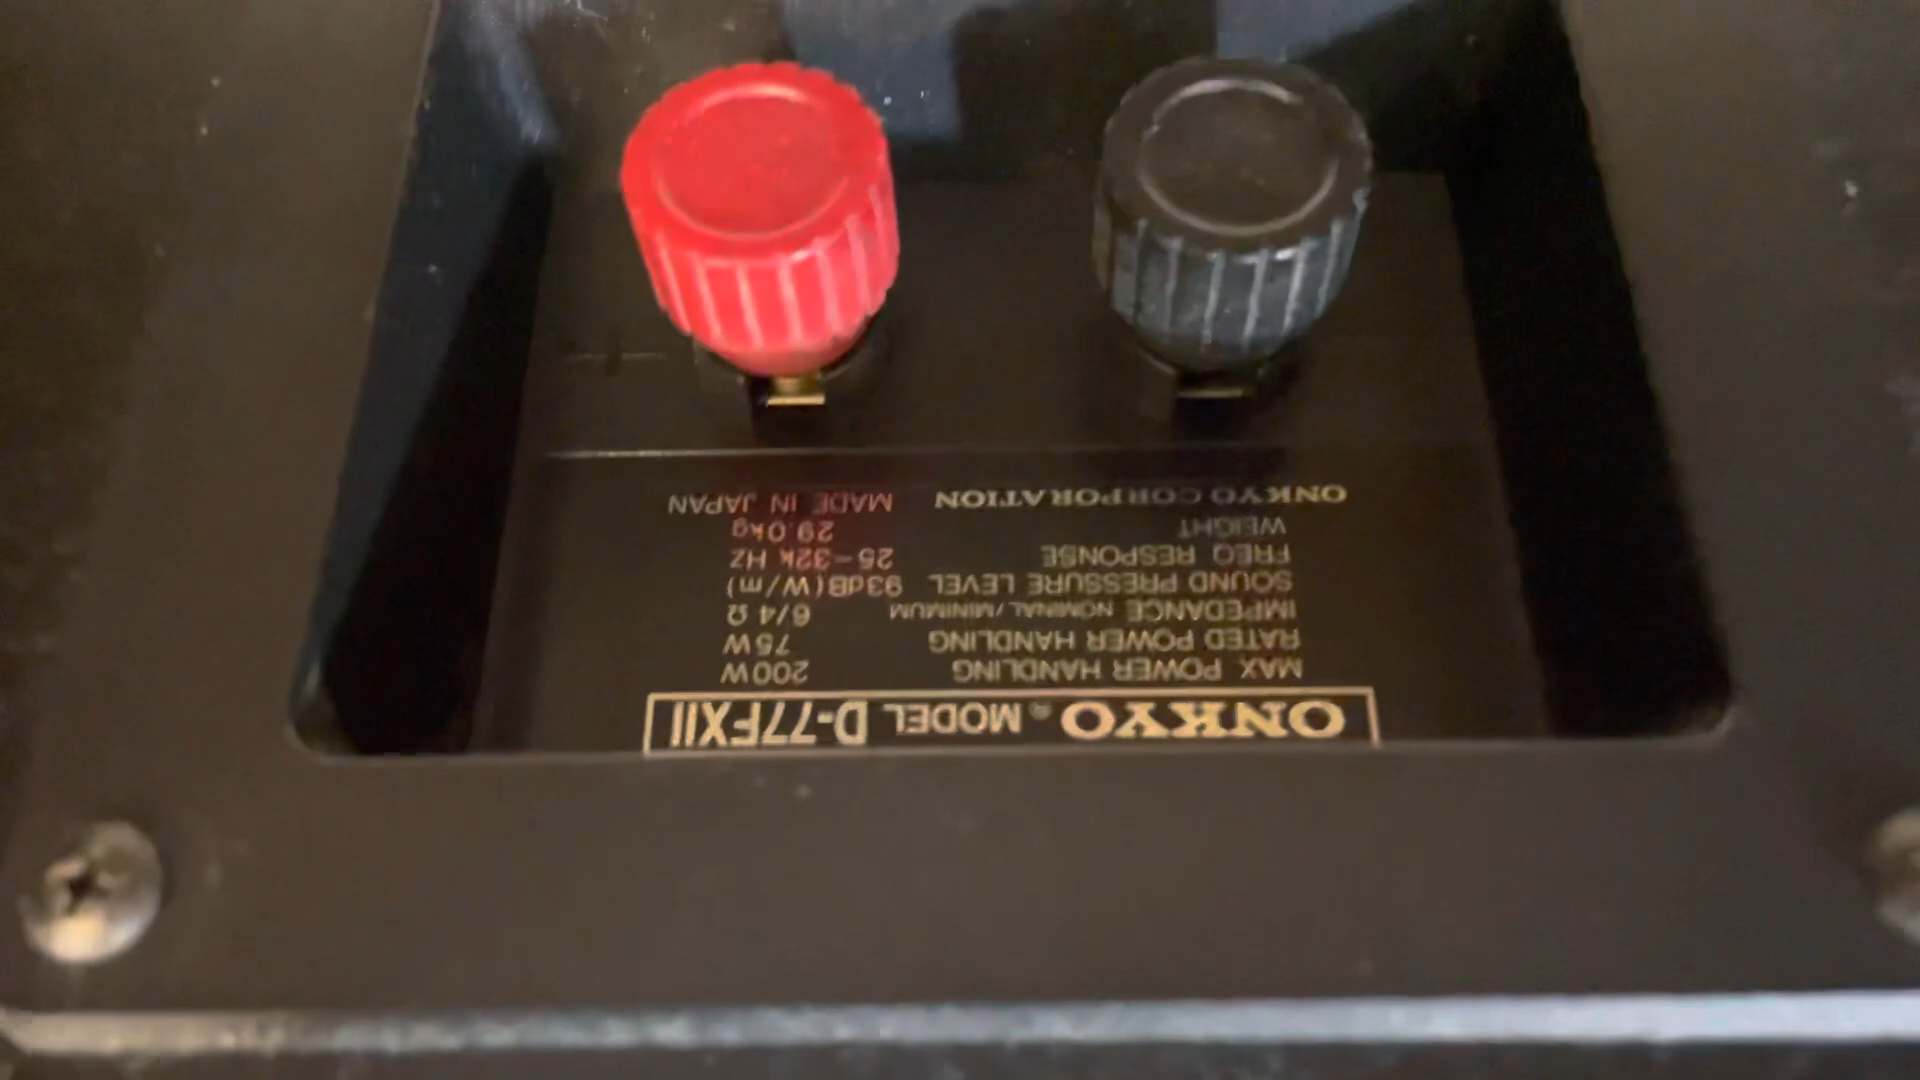 ONKYO® MODEL D-77FXII
MAX POWER HANDLING 200W
RATED POWER HANDLING 75W
IMPEDANCE NOMINAL/MINIMUM 6/4 Ω
SOUND PRESSURE LEVEL 93dB(W/m)
FREQ RESPONSE 25-32k Hz
WEIGHT 29.0kg
ONKYO CORPORATION MADE IN JAPAN